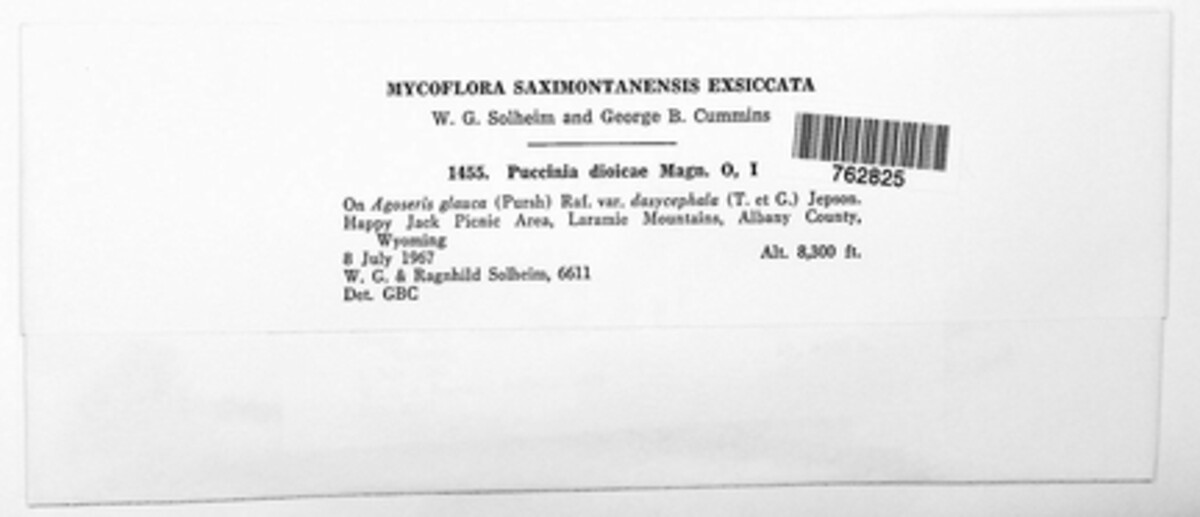 MYCOFLORA SAXIMONTANENSIS EXSICCATA
W. G. Solheim and George B. Cummins
1455. Puccinia dioicae Magn. O, I
762825
On Agoseris glauca (Pursh) Raf. var. dasycephala (T. et G.) Jepson.
Happy Jack Picnic Area, Laramie Mountains, Albany County,
Wyoming
8 July 1967 Alt. 8,300 ft.
W. G. & Ragnhild Solheim, 6611
Det. GBC